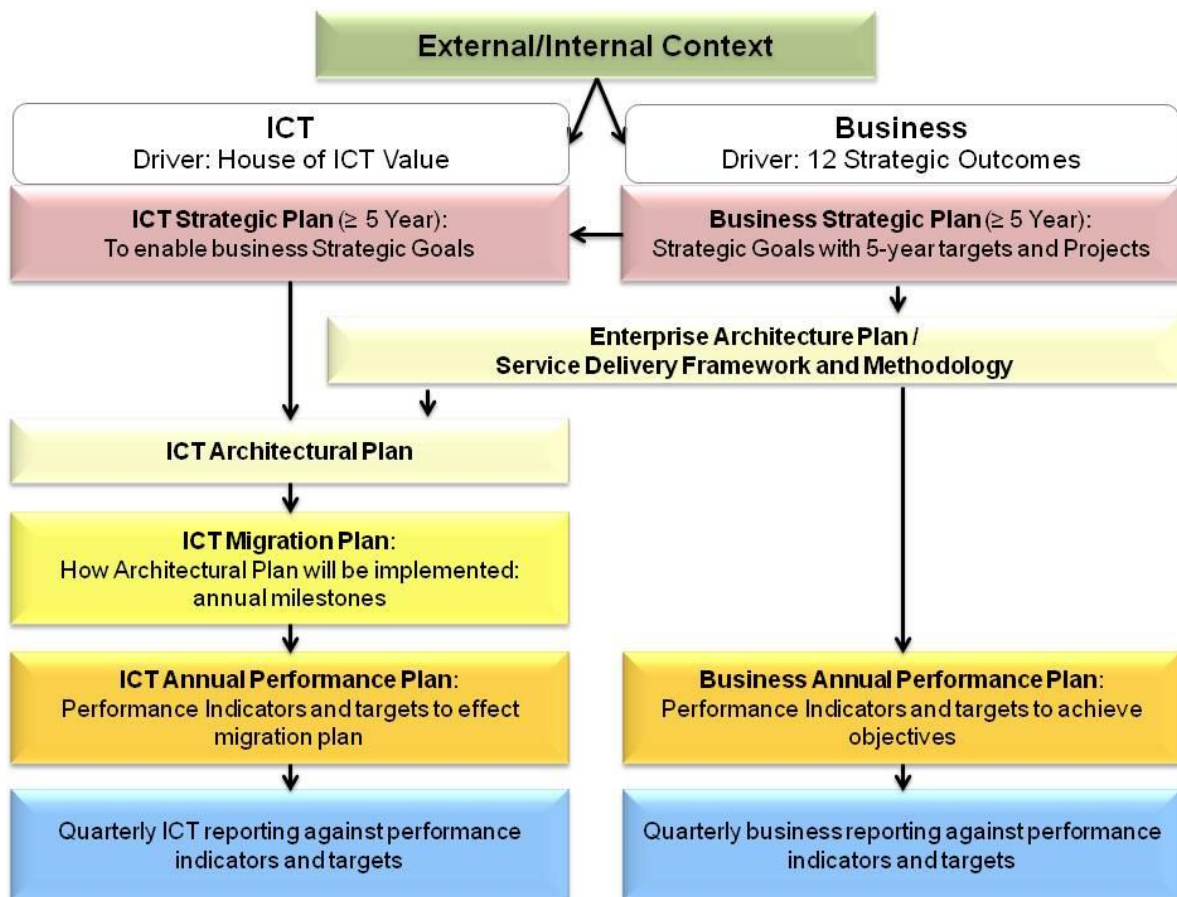 External/Internal Context
ICT
Driver: House of ICT Value
Business
Driver: 12 Strategic Outcomes
ICT Strategic Plan (≥ 5 Year):
To enable business Strategic Goals
Business Strategic Plan (≥ 5 Year):
Strategic Goals with 5-year targets and Projects
Enterprise Architecture Plan /
Service Delivery Framework and Methodology
ICT Architectural Plan
ICT Migration Plan:
How Architectural Plan will be implemented:
annual milestones
ICT Annual Performance Plan:
Performance Indicators and targets to effect
migration plan
Business Annual Performance Plan:
Performance Indicators and targets to achieve
objectives
Quarterly ICT reporting against performance
indicators and targets
Quarterly business reporting against performance
indicators and targets